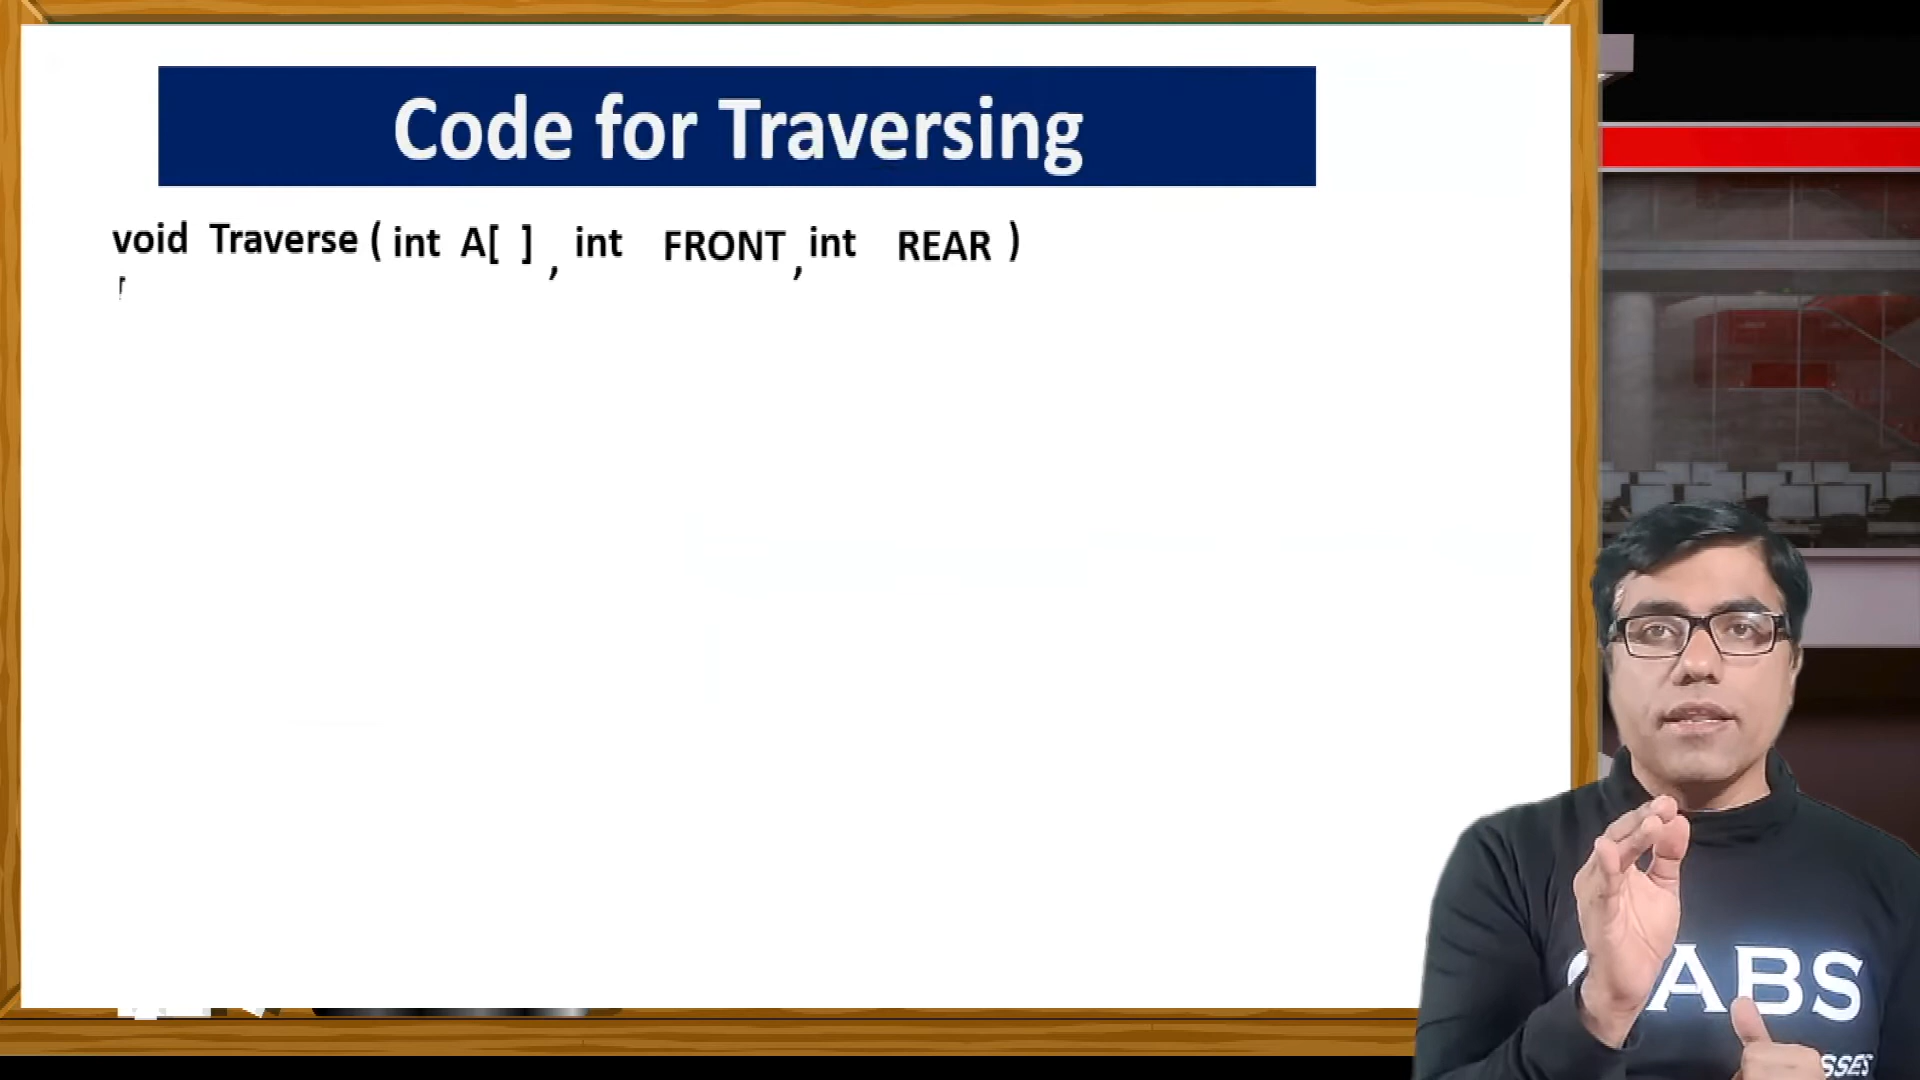 Code for Traversing
void Traverse ( int A[ ] , int FRONT , int REAR )
ABS